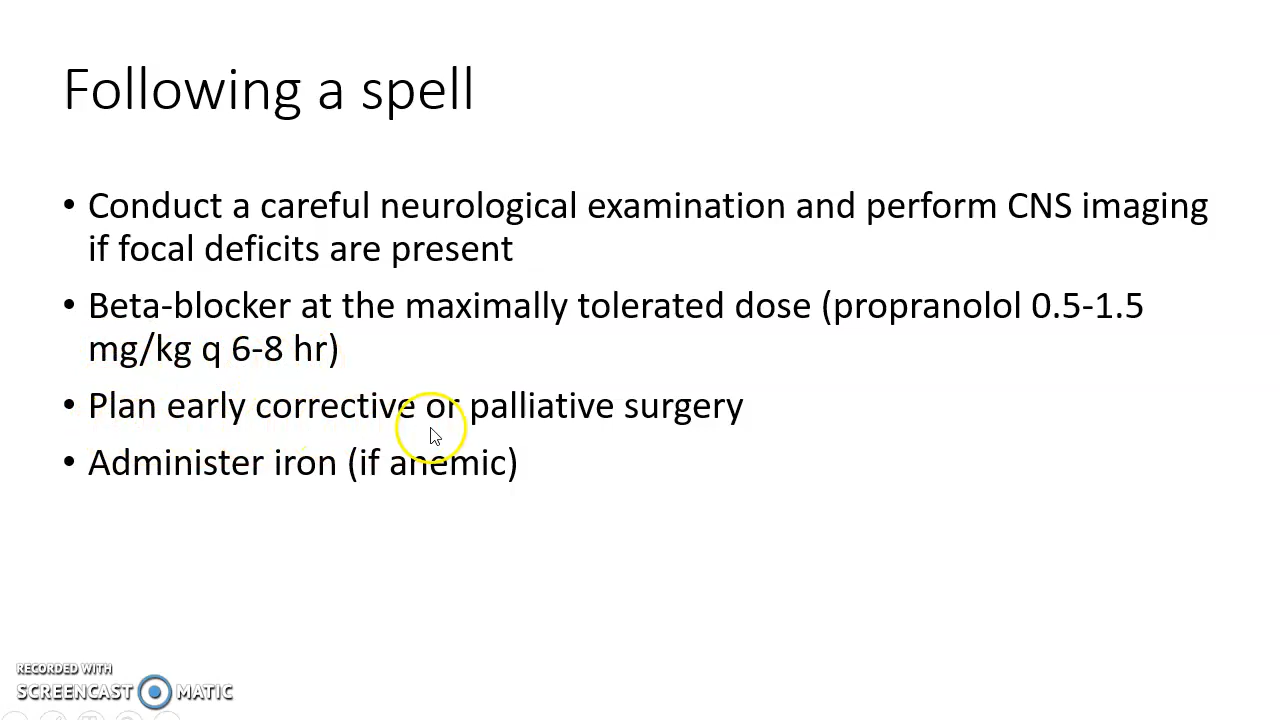 Following a spell
• Conduct a careful neurological examination and perform CNS imaging
if focal deficits are present
• Beta-blocker at the maximally tolerated dose (propranolol 0.5-1.5
mg/kg q 6-8 hr)
• Plan early corrective or palliative surgery
• Administer iron (if anemic)
RECORDED WITH
SCREENCAST MATIC